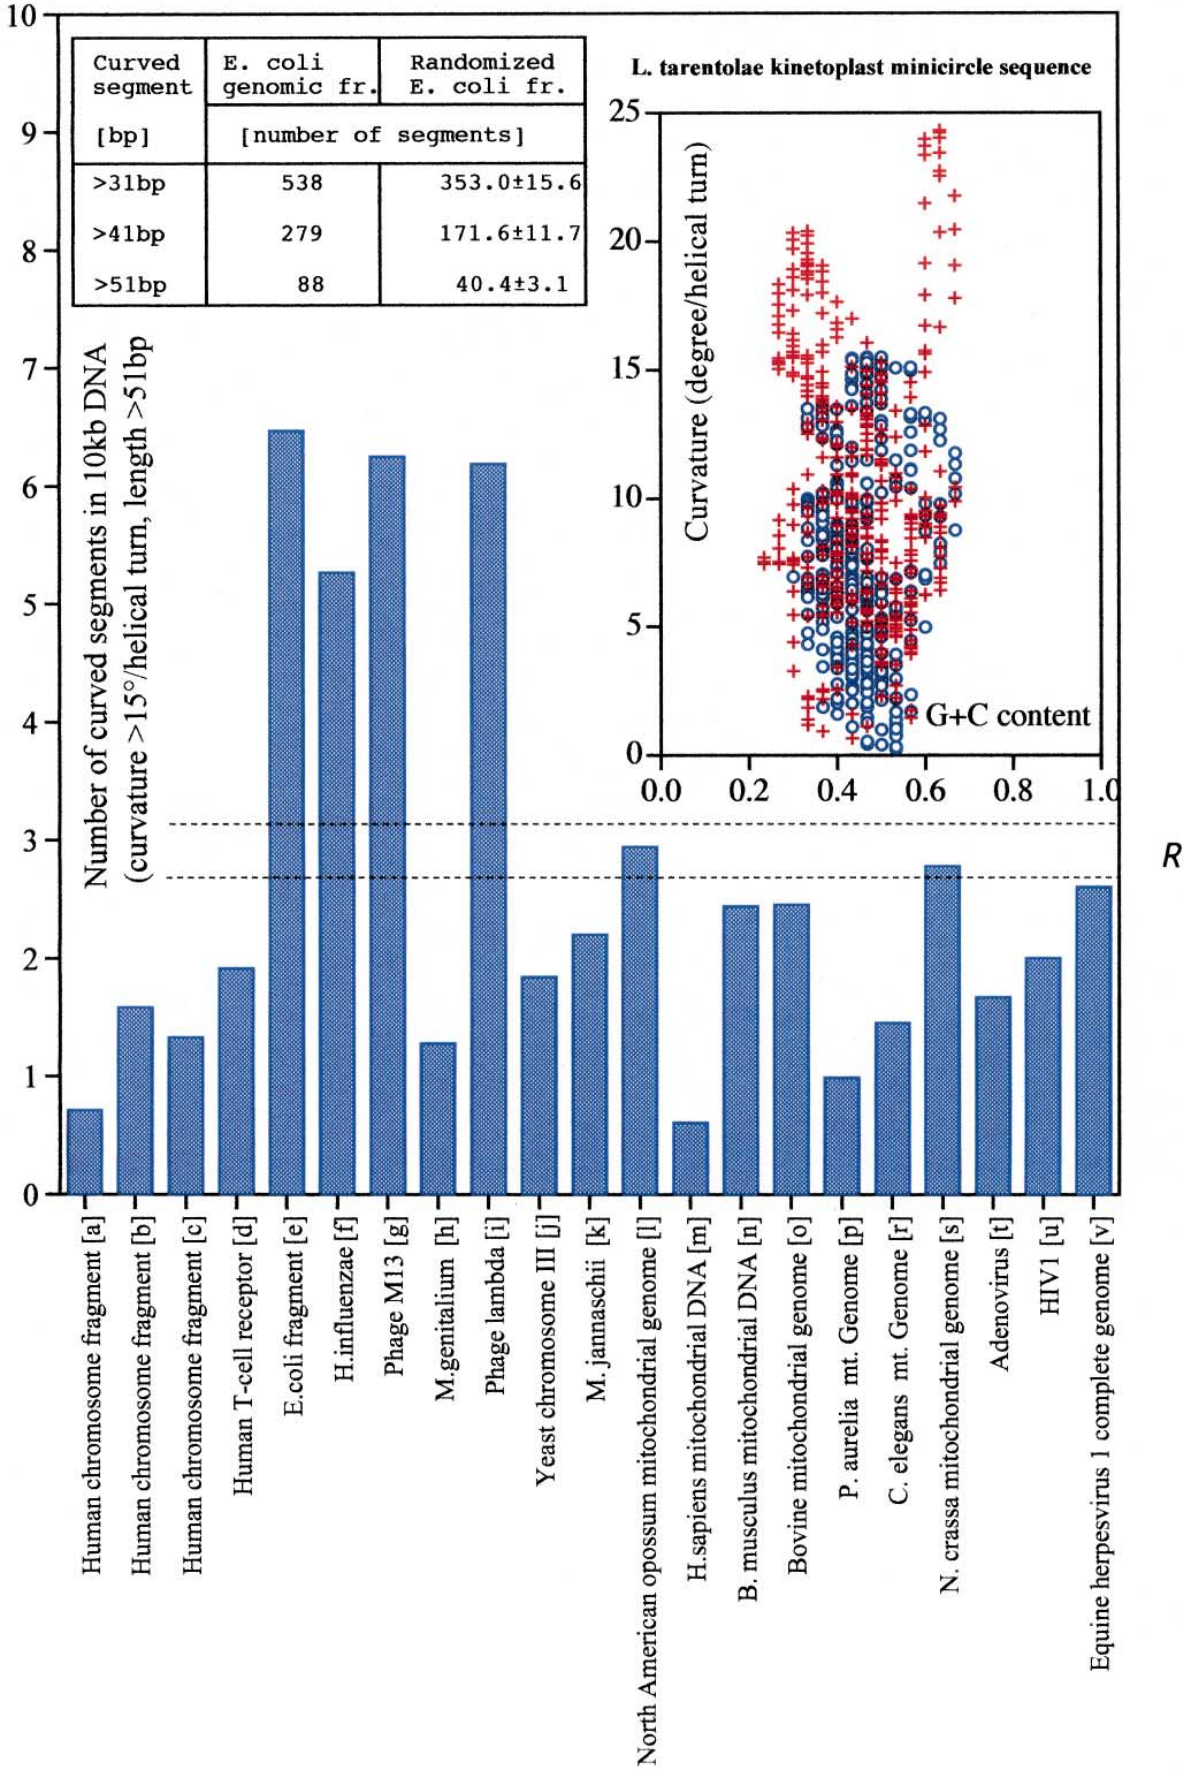 10
9
8
7
6
5
4
3
2
1
0
Number of curved segments in 10kb DNA
(curvature >15°/helical turn, length >51bp
Curved segment [bp]
E. coli genomic fr.
Randomized E. coli fr.
[number of segments]
>31bp 538 353.0±15.6
>41bp 279 171.6±11.7
>51bp 88 40.4±3.1
L. tarentolae kinetoplast minicircle sequence
25
20
15
10
5
0
Curvature (degree/helical turn)
G+C content
0.0 0.2 0.4 0.6 0.8 1.0
R
Human chromosome fragment [a]
Human chromosome fragment [b]
Human chromosome fragment [c]
Human T-cell receptor [d]
E.coli fragment [e]
H.influenzae [f]
Phage M13 [g]
M.genitalium [h]
Phage lambda [i]
Yeast chromosome III [j]
M. jannaschii [k]
North American opossum mitochondrial genome [l]
H.sapiens mitochondrial DNA [m]
B. musculus mitochondrial DNA [n]
Bovine mitochondrial genome [o]
P. aurelia mt. Genome [p]
C. elegans mt. Genome [r]
N. crassa mitochondrial genome [s]
Adenovirus [t]
HIV1 [u]
Equine herpesvirus 1 complete genome [v]